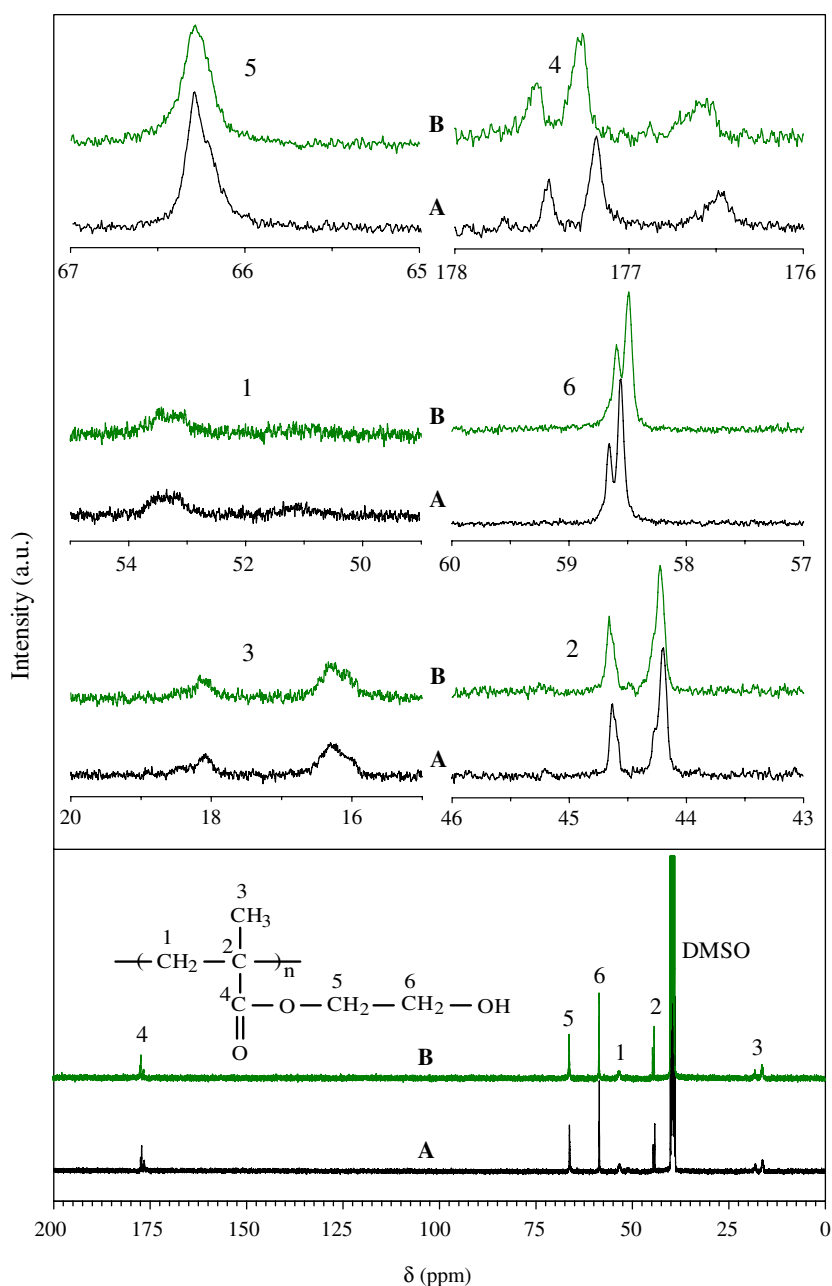 5
4
B
A
67 66 65
178 177 176
1
6
B
A
54 52 50
60 59 58 57
3
2
B
A
20 18 16
46 45 44 43
Intensity (a.u.)
3
CH3
1
2
CH2
C
n
4
5
6
C
O
CH2
CH2
OH
O
DMSO
4
5
6
1
2
3
B
A
200 175 150 125 100 75 50 25 0
δ (ppm)